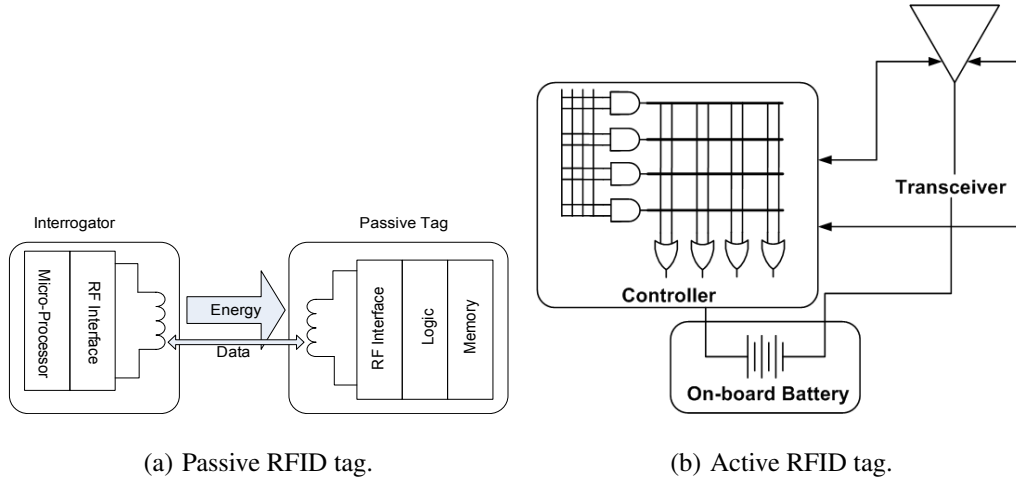 Interrogator
Micro-Processor
RF Interface
Energy
Data
Passive Tag
RF Interface
Logic
Memory
(a) Passive RFID tag.
Controller
Transceiver
On-board Battery
(b) Active RFID tag.